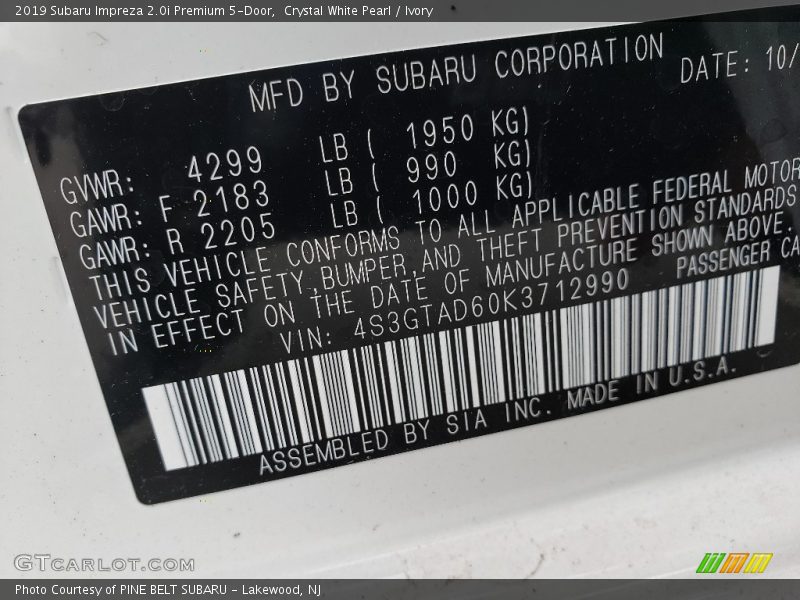 2019 Subaru Impreza 2.0i Premium 5-Door,  Crystal White Pearl / Ivory
MFD BY SUBARU CORPORATION DATE: 10/
GVWR: 4299 LB ( 1950 KG)
GAWR: F 2183 LB ( 990 KG)
GAWR: R 2205 LB ( 1000 KG)
THIS VEHICLE CONFORMS TO ALL APPLICABLE FEDERAL MOTOR
VEHICLE SAFETY,BUMPER,AND THEFT PREVENTION STANDARDS
IN EFFECT ON THE DATE OF MANUFACTURE SHOWN ABOVE.
VIN: 4S3GTAD60K3712990 PASSENGER CA
ASSEMBLED BY SIA INC. MADE IN U.S.A.
GTCARLOT.COM
Photo Courtesy of PINE BELT SUBARU - Lakewood, NJ